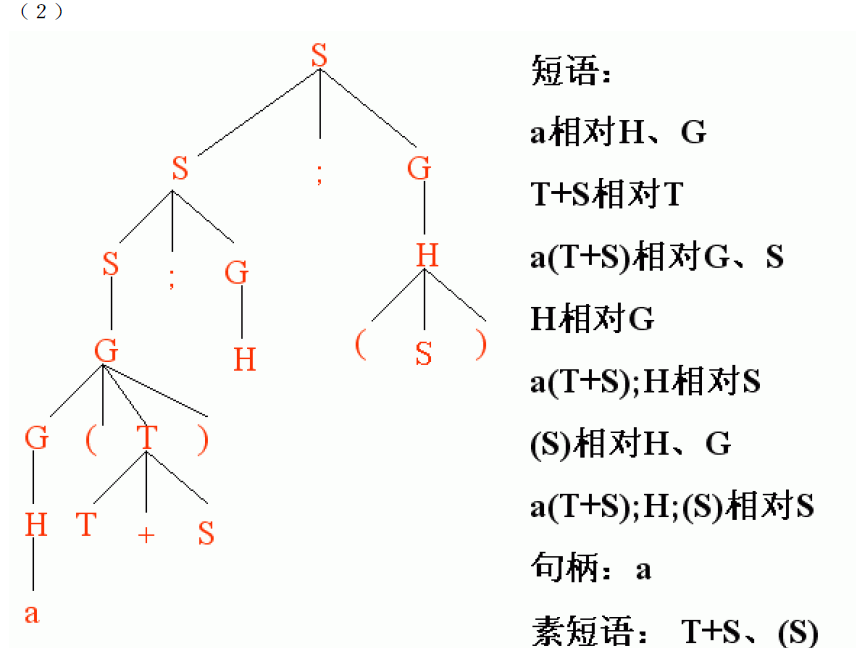 （2）
S
S ; G
S ; G H
G H ( S )
G ( T )
H T + S
a
短语：
a相对H、G
T+S相对T
a(T+S)相对G、S
H相对G
a(T+S);H相对S
(S)相对H、G
a(T+S);H;(S)相对S
句柄：a
素短语： T+S、(S)